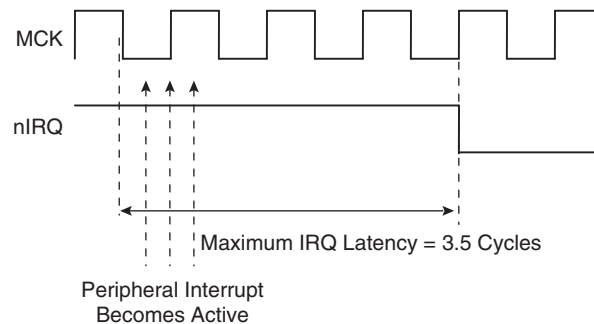 MCK
nIRQ
Maximum IRQ Latency = 3.5 Cycles
Peripheral Interrupt
Becomes Active